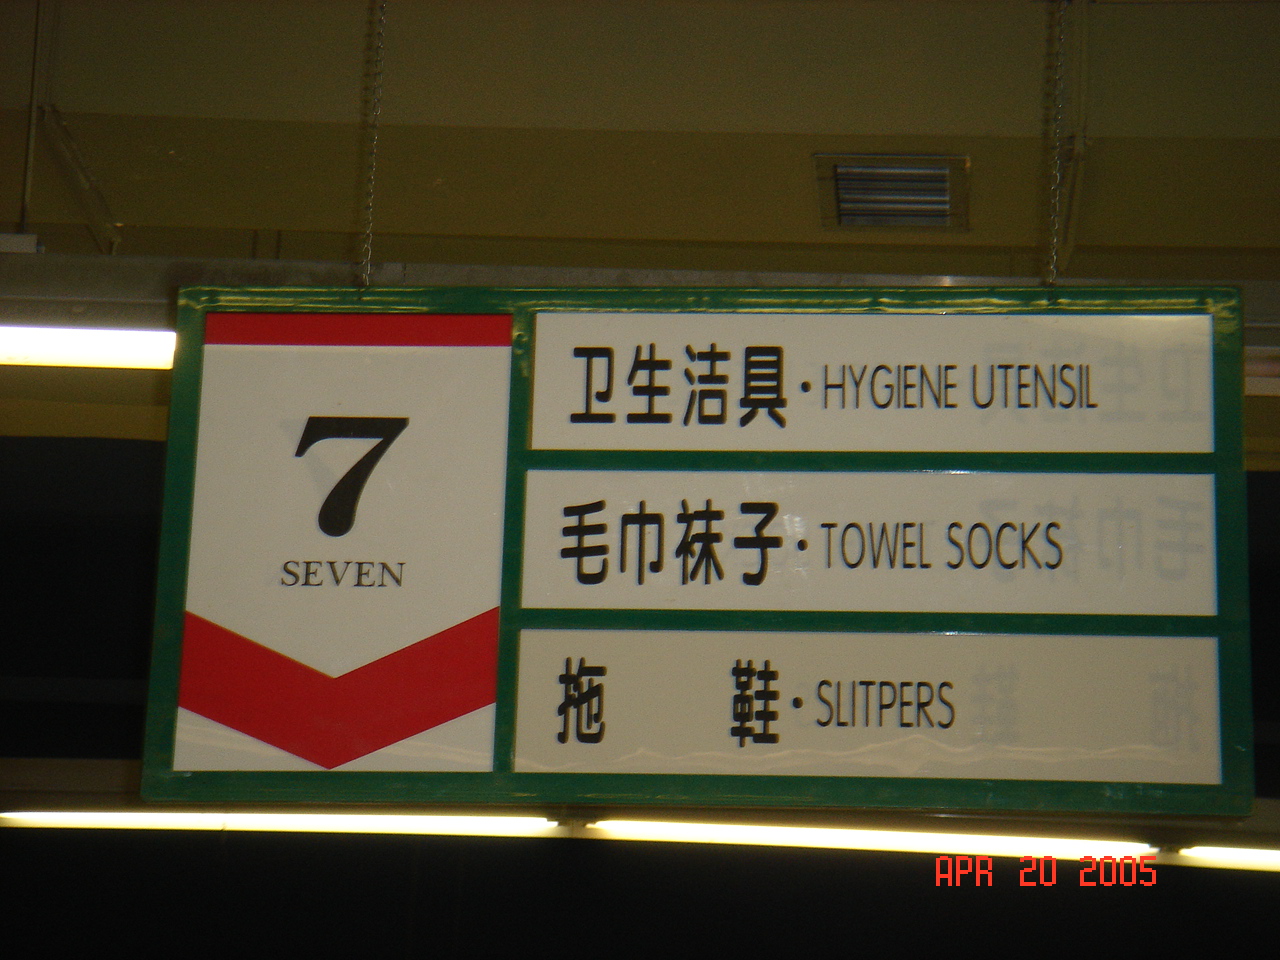 7
SEVEN
卫生洁具·HYGIENE UTENSIL
毛巾袜子·TOWEL SOCKS
拖 鞋·SLITPERS
APR 20 2005